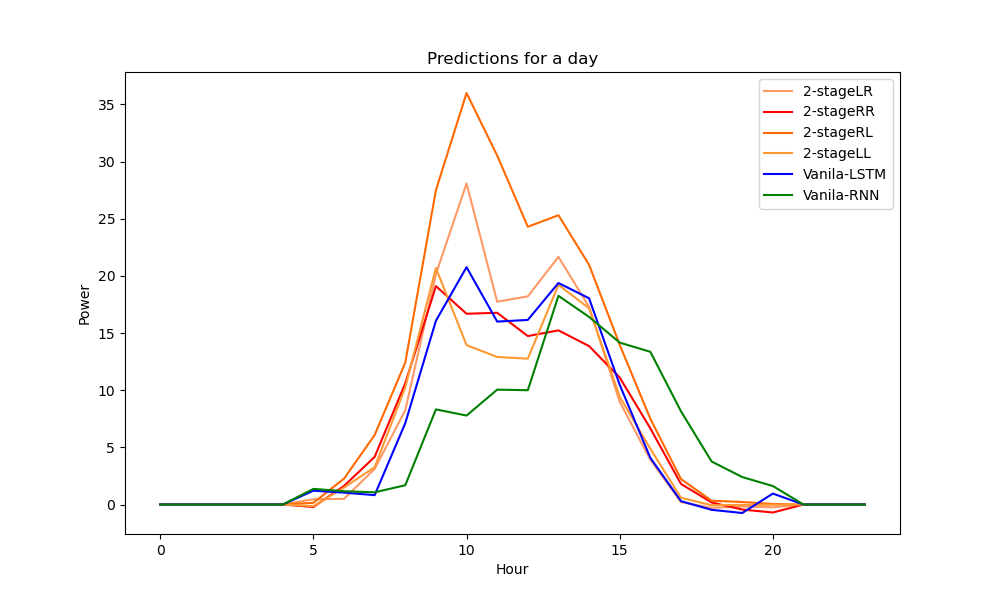 Predictions for a day
2-stageLR
2-stageRR
2-stageRL
2-stageLL
Vanila-LSTM
Vanila-RNN
Power
35
30
25
20
15
10
5
0
0 5 10 15 20
Hour